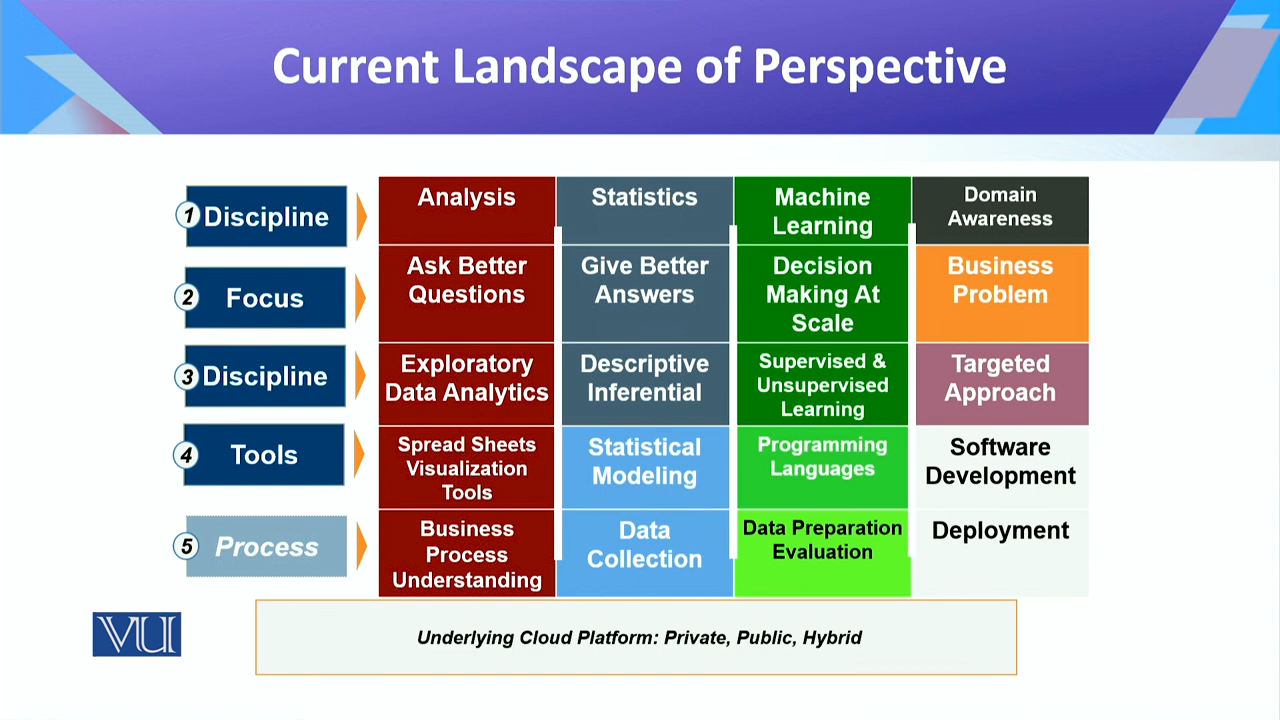 Current Landscape of Perspective
1 Discipline
Analysis
Statistics
Machine
Learning
Domain
Awareness
2 Focus
Ask Better
Questions
Give Better
Answers
Decision
Making At
Scale
Business
Problem
3 Discipline
Exploratory
Data Analytics
Descriptive
Inferential
Supervised &
Unsupervised
Learning
Targeted
Approach
4 Tools
Spread Sheets
Visualization
Tools
Statistical
Modeling
Programming
Languages
Software
Development
5 Process
Business
Process
Understanding
Data
Collection
Data Preparation
Evaluation
Deployment
VU
Underlying Cloud Platform: Private, Public, Hybrid